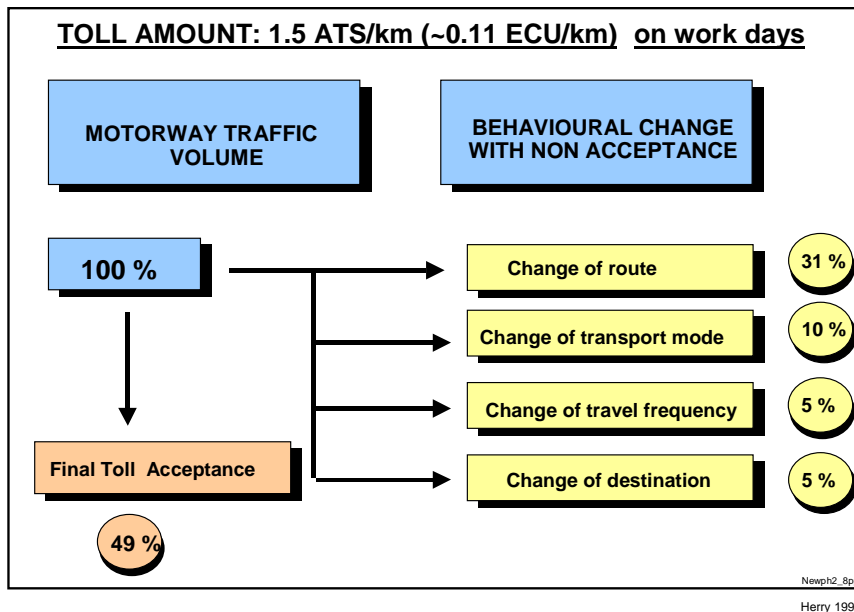 TOLL AMOUNT: 1.5 ATS/km (~0.11 ECU/km) on work days
MOTORWAY TRAFFIC
VOLUME
BEHAVIOURAL CHANGE
WITH NON ACCEPTANCE
100 %
Change of route
31 %
Change of transport mode
10 %
Change of travel frequency
5 %
Final Toll Acceptance
Change of destination
5 %
49 %
Newph2_8p
Herry 199